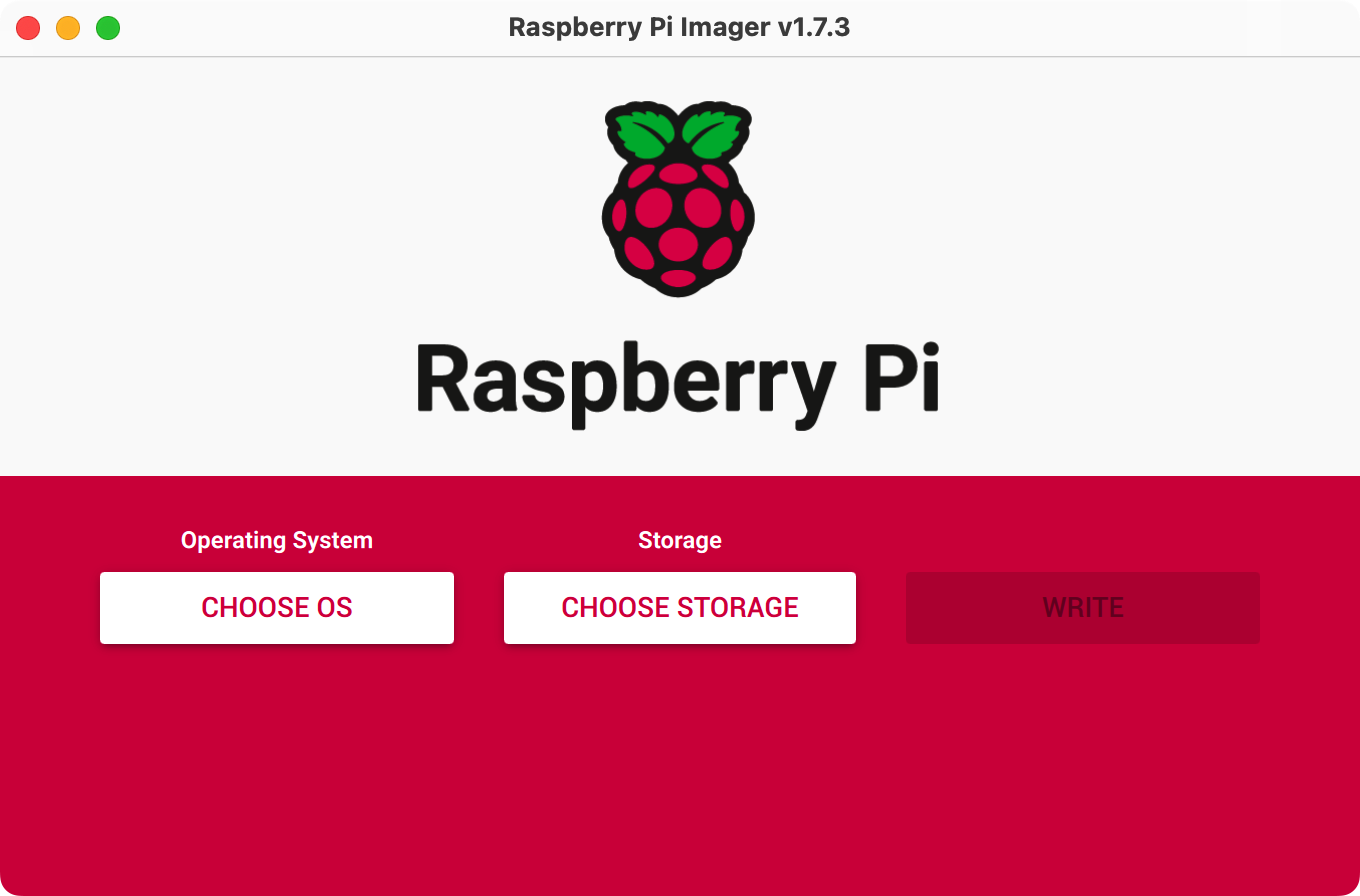 Raspberry Pi Imager v1.7.3
Raspberry Pi
Operating System
Storage
CHOOSE OS
CHOOSE STORAGE
WRITE